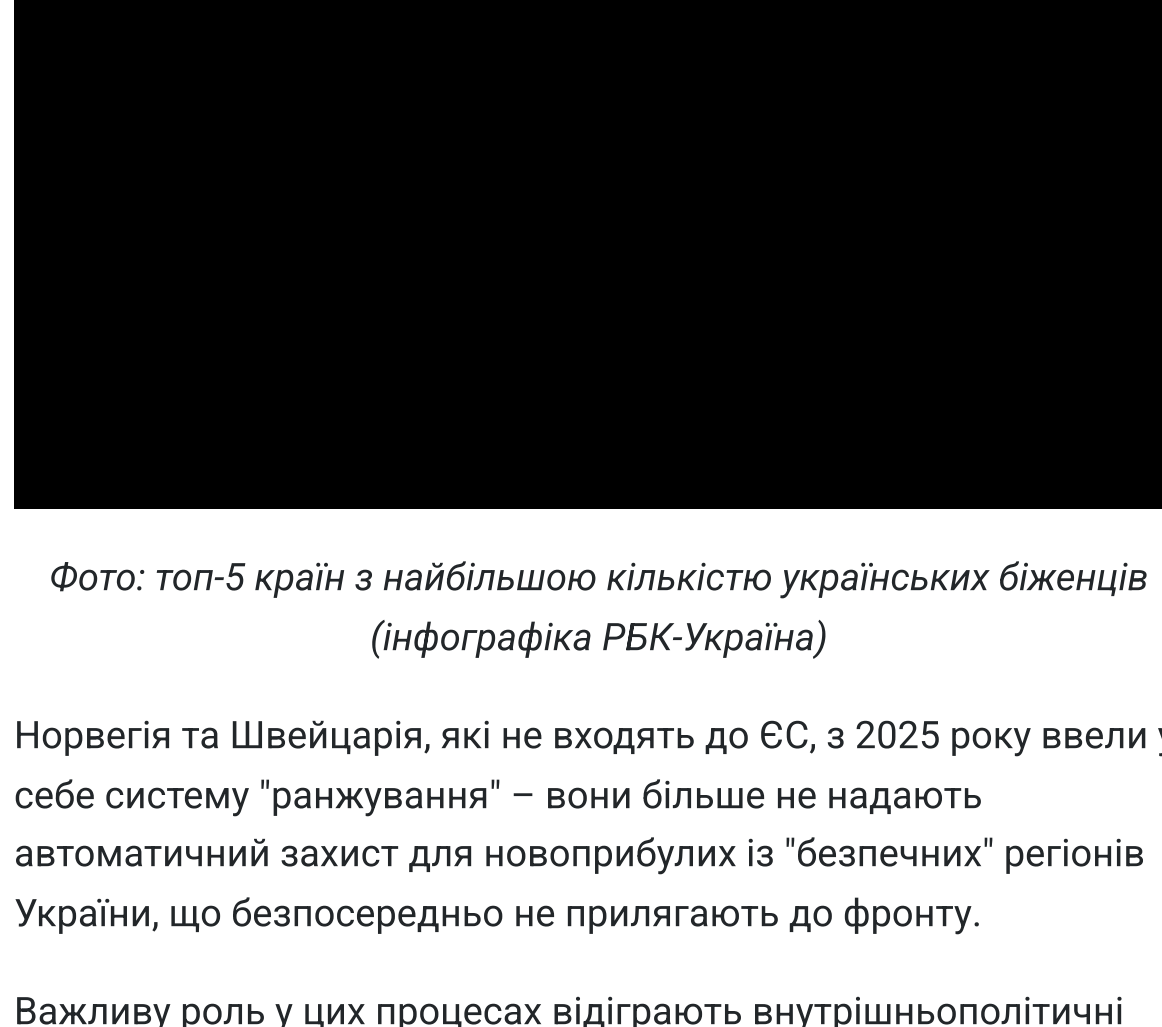 Фото: топ-5 країн з найбільшою кількістю українських біженців
(інфографіка РБК-Україна)
Норвегія та Швейцарія, які не входять до ЄС, з 2025 року ввели у
себе систему "ранжування" – вони більше не надають
автоматичний захист для новоприбулих із "безпечних" регіонів
України, що безпосередньо не прилягають до фронту.
Важливу роль у цих процесах відіграють внутрішньополітичні